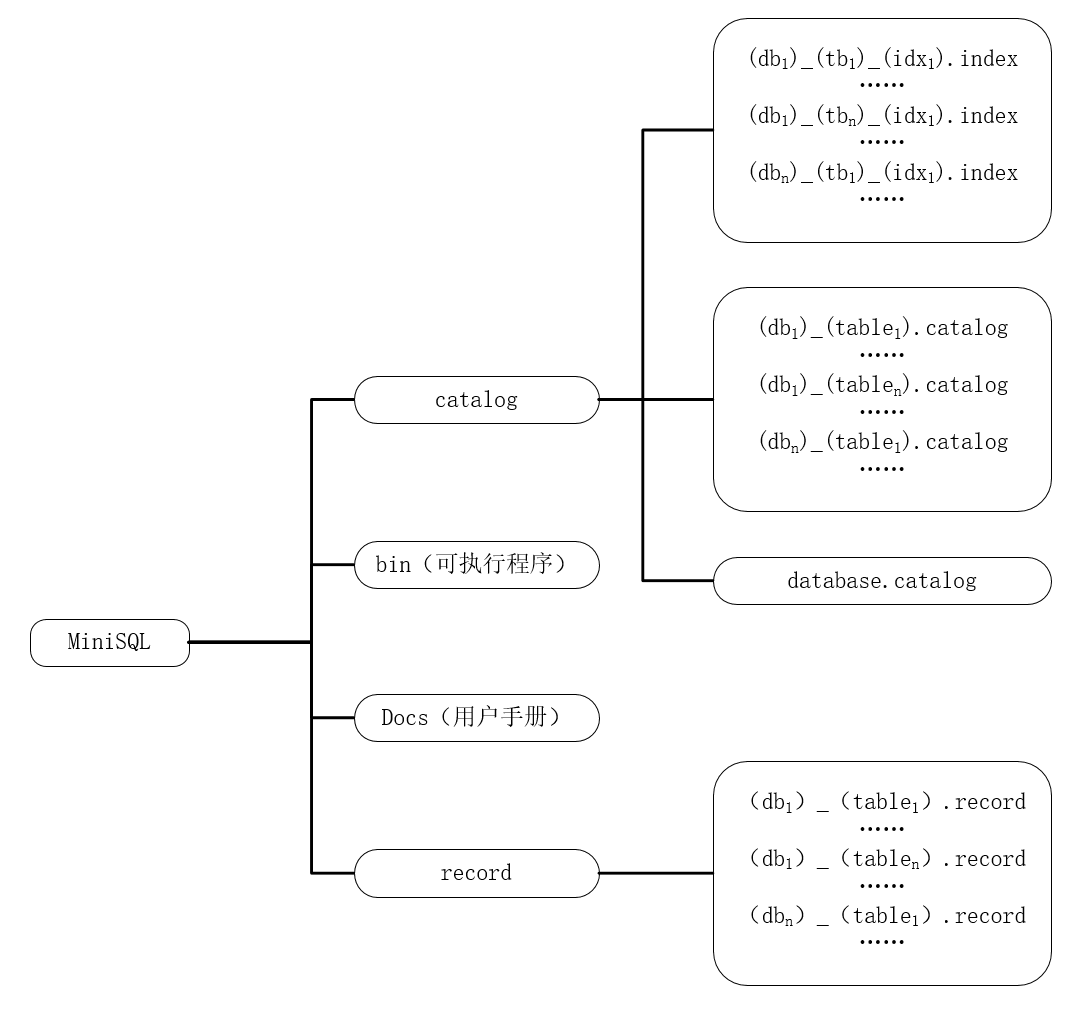 (db₁)_(tb₁)_(idx₁).index
……
(db₁)_(tbₙ)_(idx₁).index
……
(dbₙ)_(tb₁)_(idx₁).index
……
(db₁)_(table₁).catalog
……
(db₁)_(tableₙ).catalog
……
(dbₙ)_(table₁).catalog
……
catalog
bin（可执行程序）
database.catalog
MiniSQL
Docs（用户手册）
record
（db₁）_（table₁）.record
……
（db₁）_（tableₙ）.record
……
（dbₙ）_（table₁）.record
……